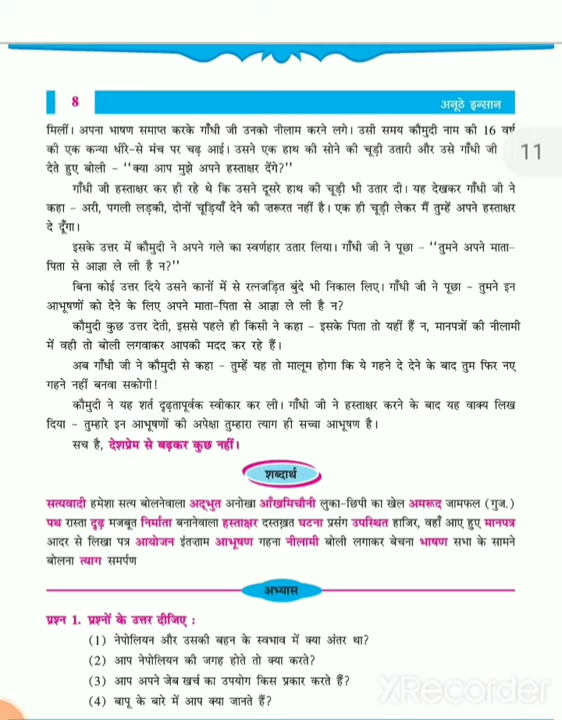 8
अनूठे इन्सान
मिलीं। अपना भाषण समाप्त करके गाँधी जी उनको नीलाम करने लगे। उसी समय कौमुदी नाम की 16 वर्ष
की एक कन्या धीरे-से मंच पर चढ़ आई। उसने एक हाथ की सोने की चूड़ी उतारी और उसे गाँधी जी
11
देते हुए बोली - ‘‘क्या आप मुझे अपने हस्ताक्षर देंगे?’’
गाँधी जी हस्ताक्षर कर ही रहे थे कि उसने दूसरे हाथ की चूड़ी भी उतार दी। यह देखकर गाँधी जी ने
कहा - अरी, पगली लड़की, दोनों चूड़ियाँ देने की जरूरत नहीं है। एक ही चूड़ी लेकर मैं तुम्हें अपने हस्ताक्षर
दे दूँगा।
इसके उत्तर में कौमुदी ने अपने गले का स्वर्णहार उतार लिया। गाँधी जी ने पूछा - ‘‘तुमने अपने माता-
पिता से आज्ञा ले ली है न?’’
बिना कोई उत्तर दिये उसने कानों में से रत्नजड़ित बुंदे भी निकाल लिए। गाँधी जी ने पूछा - तुमने इन
आभूषणों को देने के लिए अपने माता-पिता से आज्ञा ले ली है न?
कौमुदी कुछ उत्तर देती, इससे पहले ही किसी ने कहा - इसके पिता तो यहीं हैं न, मानपत्रों की नीलामी
में वही तो बोली लगवाकर आपकी मदद कर रहे हैं।
अब गाँधी जी ने कौमुदी से कहा - तुम्हें यह तो मालूम होगा कि ये गहने दे देने के बाद तुम फिर नए
गहने नहीं बनवा सकोगी!
कौमुदी ने यह शर्त दृढ़तापूर्वक स्वीकार कर ली। गाँधी जी ने हस्ताक्षर करने के बाद यह वाक्य लिख
दिया - तुम्हारे इन आभूषणों की अपेक्षा तुम्हारा त्याग ही सच्चा आभूषण है।
सच है, देशप्रेम से बढ़कर कुछ नहीं।
शब्दार्थ
सत्यवादी हमेशा सत्य बोलनेवाला अद्भुत अनोखा आँखमिचौनी लुका-छिपी का खेल अमरूद जामफल (गुज.)
पथ रास्ता दृढ़ मजबूत निर्माता बनानेवाला हस्ताक्षर दस्तख़त घटना प्रसंग उपस्थित हाजिर, वहाँ आए हुए मानपत्र
आदर से लिखा पत्र आयोजन इंतज़ाम आभूषण गहना नीलामी बोली लगाकर बेचना भाषण सभा के सामने
बोलना त्याग समर्पण
अभ्यास
प्रश्न 1. प्रश्नों के उत्तर दीजिए :
(1) नेपोलियन और उसकी बहन के स्वभाव में क्या अंतर था?
(2) आप नेपोलियन की जगह होते तो क्या करते?
(3) आप अपने जेब खर्च का उपयोग किस प्रकार करते हैं?
(4) बापू के बारे में आप क्या जानते हैं?
XRecorder